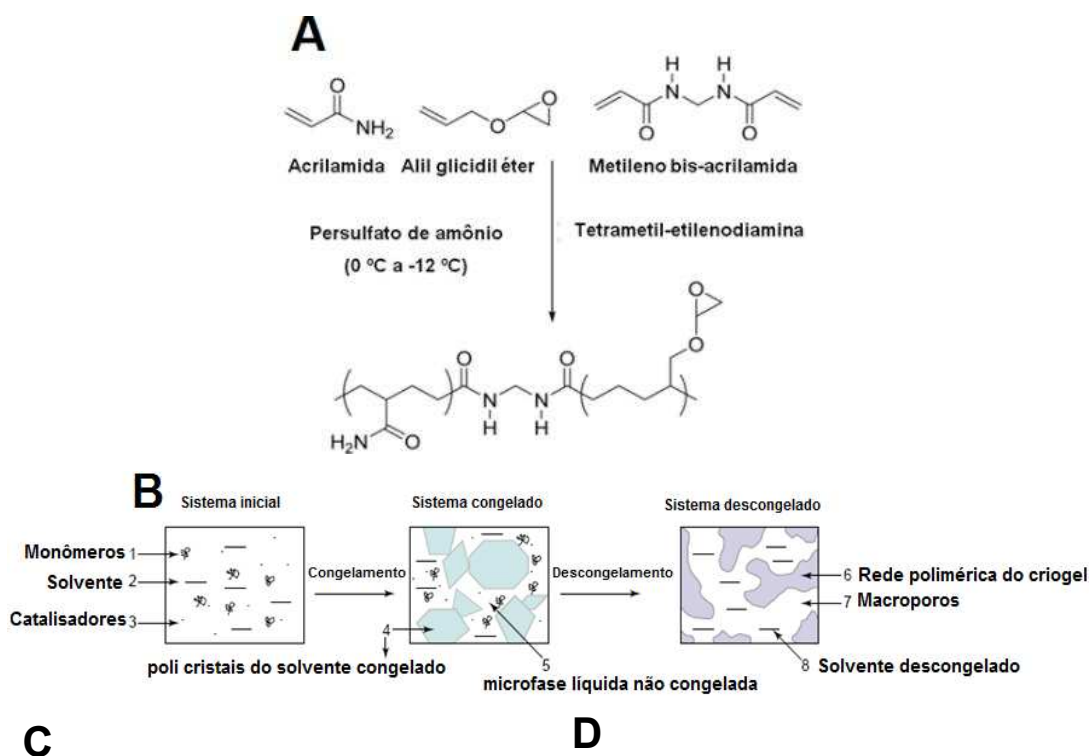 A
O
NH2
O
O
H
N
H
N
O
O
Acrilamida
Alil glicidil éter
Metileno bis-acrilamida
Persulfato de amônio
(0 ºC a -12 ºC)
Tetrametil-etilenodiamina
O
O
O
O
N
H
N
H
H2N
O
B
Sistema inicial
Sistema congelado
Sistema descongelado
Monômeros 1
Solvente 2
Catalisadores 3
Congelamento
Descongelamento
4
5
6 Rede polimérica do criogel
7 Macroporos
8 Solvente descongelado
poli cristais do solvente congelado
microfase líquida não congelada
C
D